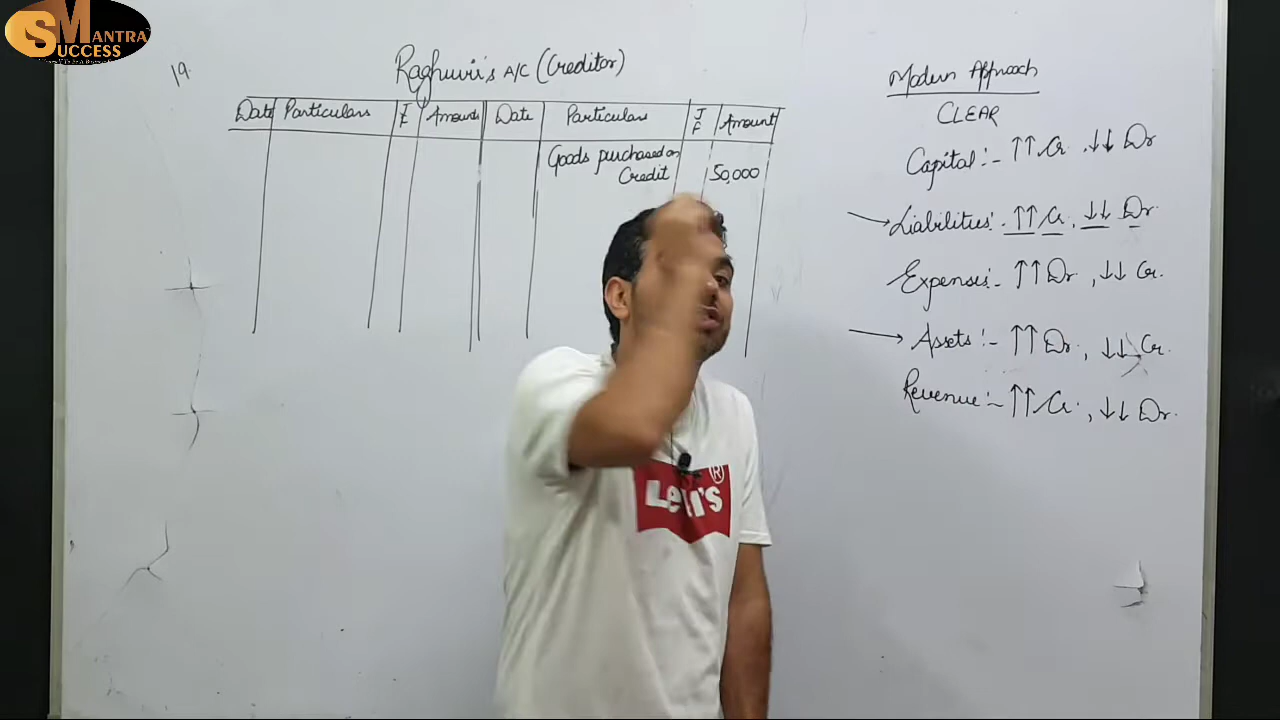 SUCCESS MANTRA
19.
Raghuvir's A/C (Creditor)
Date Particulars J.F. Amount Date Particulars J.F. Amount
Goods purchased on
Credit 50,000
Modern Approach
CLEAR
Capital:- ↑↑ Cr , ↓↓ Dr
Liabilities:- ↑↑ Cr, ↓↓ Dr.
Expenses:- ↑↑ Dr , ↓↓ Cr.
Assets:- ↑↑ Dr, ↓↓ Cr.
Revenue:- ↑↑ Cr. , ↓↓ Dr.
Levi's ®